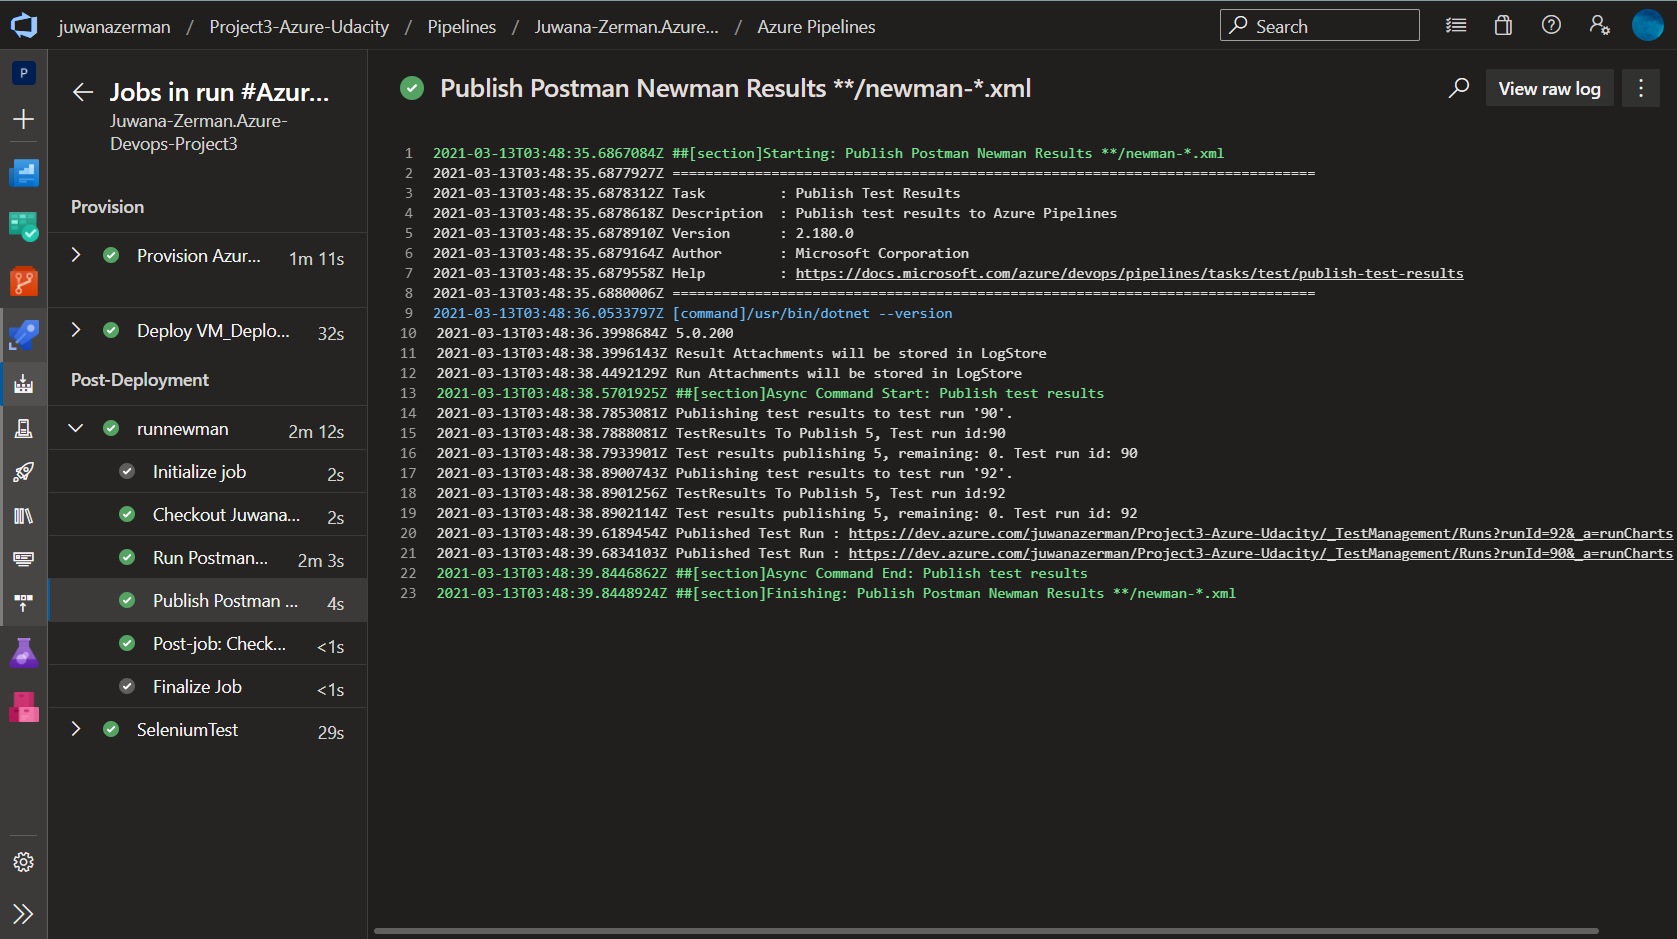 juwanazerman / Project3-Azure-Udacity / Pipelines / Juwana-Zerman.Azure... / Azure Pipelines
Search
P
Jobs in run #Azur...
Juwana-Zerman.Azure-
Devops-Project3
Provision
Provision Azur... 1m 11s
Deploy VM_Deplo... 32s
Post-Deployment
runnewman 2m 12s
Initialize job 2s
Checkout Juwana... 2s
Run Postman... 2m 3s
Publish Postman ... 4s
Post-job: Check... <1s
Finalize Job <1s
SeleniumTest 29s
Publish Postman Newman Results **/newman-*.xml
View raw log
1 2021-03-13T03:48:35.6867084Z ##[section]Starting: Publish Postman Newman Results **/newman-*.xml
2 2021-03-13T03:48:35.6877927Z ==============================================================================
3 2021-03-13T03:48:35.6878312Z Task         : Publish Test Results
4 2021-03-13T03:48:35.6878618Z Description  : Publish test results to Azure Pipelines
5 2021-03-13T03:48:35.6878910Z Version      : 2.180.0
6 2021-03-13T03:48:35.6879164Z Author       : Microsoft Corporation
7 2021-03-13T03:48:35.6879558Z Help         : https://docs.microsoft.com/azure/devops/pipelines/tasks/test/publish-test-results
8 2021-03-13T03:48:35.6880006Z ==============================================================================
9 2021-03-13T03:48:36.0533797Z [command]/usr/bin/dotnet --version
10 2021-03-13T03:48:36.3998684Z 5.0.200
11 2021-03-13T03:48:38.3996143Z Result Attachments will be stored in LogStore
12 2021-03-13T03:48:38.4492129Z Run Attachments will be stored in LogStore
13 2021-03-13T03:48:38.5701925Z ##[section]Async Command Start: Publish test results
14 2021-03-13T03:48:38.7853081Z Publishing test results to test run '90'.
15 2021-03-13T03:48:38.7888081Z TestResults To Publish 5, Test run id:90
16 2021-03-13T03:48:38.7933901Z Test results publishing 5, remaining: 0. Test run id: 90
17 2021-03-13T03:48:38.8900743Z Publishing test results to test run '92'.
18 2021-03-13T03:48:38.8901256Z TestResults To Publish 5, Test run id:92
19 2021-03-13T03:48:38.8902114Z Test results publishing 5, remaining: 0. Test run id: 92
20 2021-03-13T03:48:39.6189454Z Published Test Run : https://dev.azure.com/juwanazerman/Project3-Azure-Udacity/_TestManagement/Runs?runId=92&_a=runCharts
21 2021-03-13T03:48:39.6834103Z Published Test Run : https://dev.azure.com/juwanazerman/Project3-Azure-Udacity/_TestManagement/Runs?runId=90&_a=runCharts
22 2021-03-13T03:48:39.8446862Z ##[section]Async Command End: Publish test results
23 2021-03-13T03:48:39.8448924Z ##[section]Finishing: Publish Postman Newman Results **/newman-*.xml